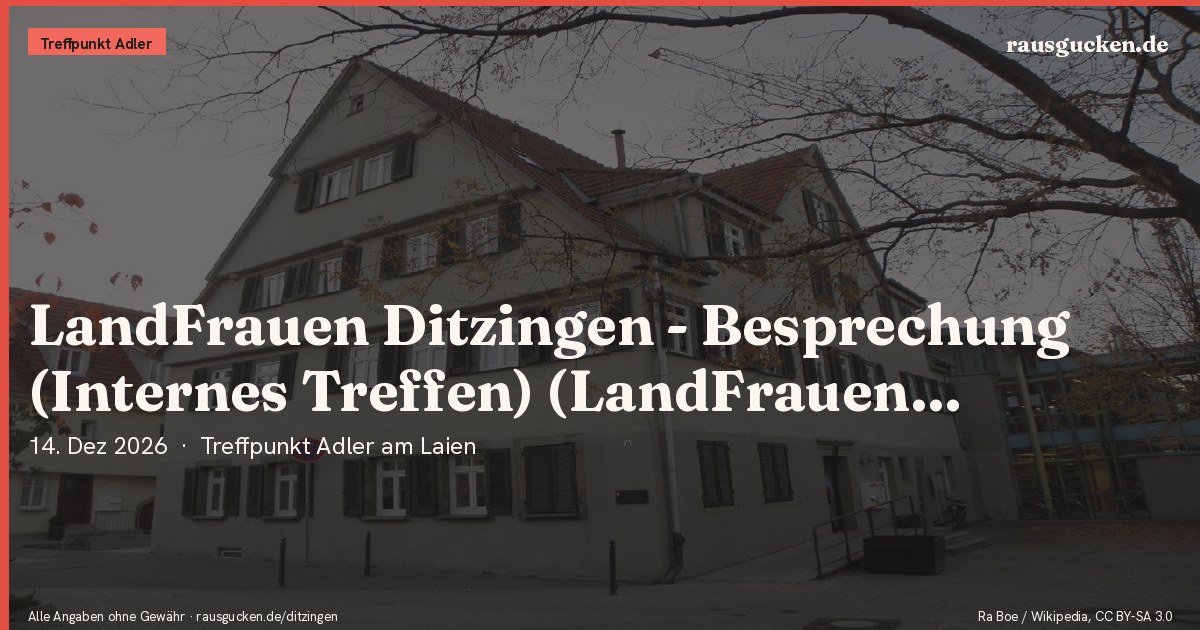 Treffpunkt Adler
rausgucken.de
LandFrauen Ditzingen - Besprechung
(Internes Treffen) (LandFrauen...
14. Dez 2026 · Treffpunkt Adler am Laien
Alle Angaben ohne Gewähr · rausgucken.de/ditzingen
Ra Boe / Wikipedia, CC BY-SA 3.0